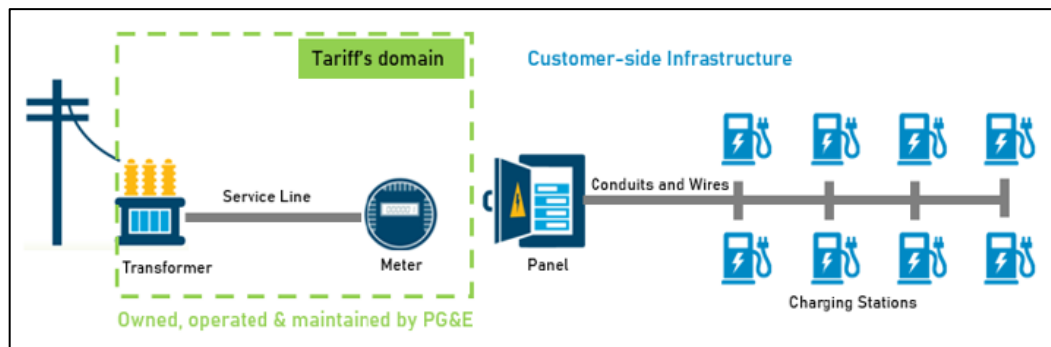 Tariff's domain
Customer-side Infrastructure
Service Line
Conduits and Wires
Transformer
Meter
Panel
Charging Stations
Owned, operated & maintained by PG&E